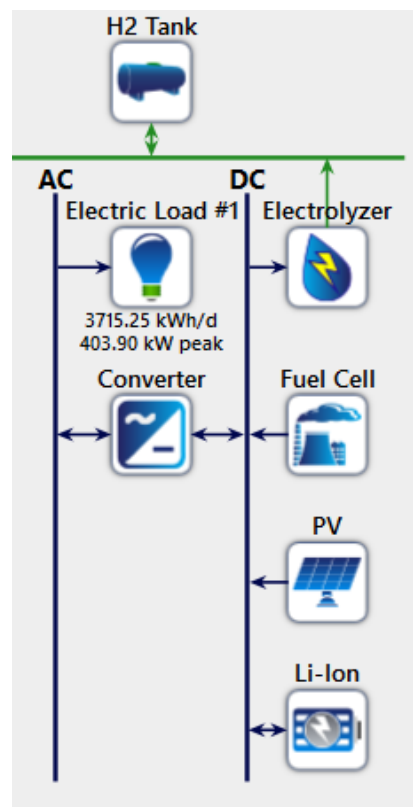 H2 Tank
AC
DC
Electric Load #1
Electrolyzer
3715.25 kWh/d
403.90 kW peak
Converter
Fuel Cell
PV
Li-Ion